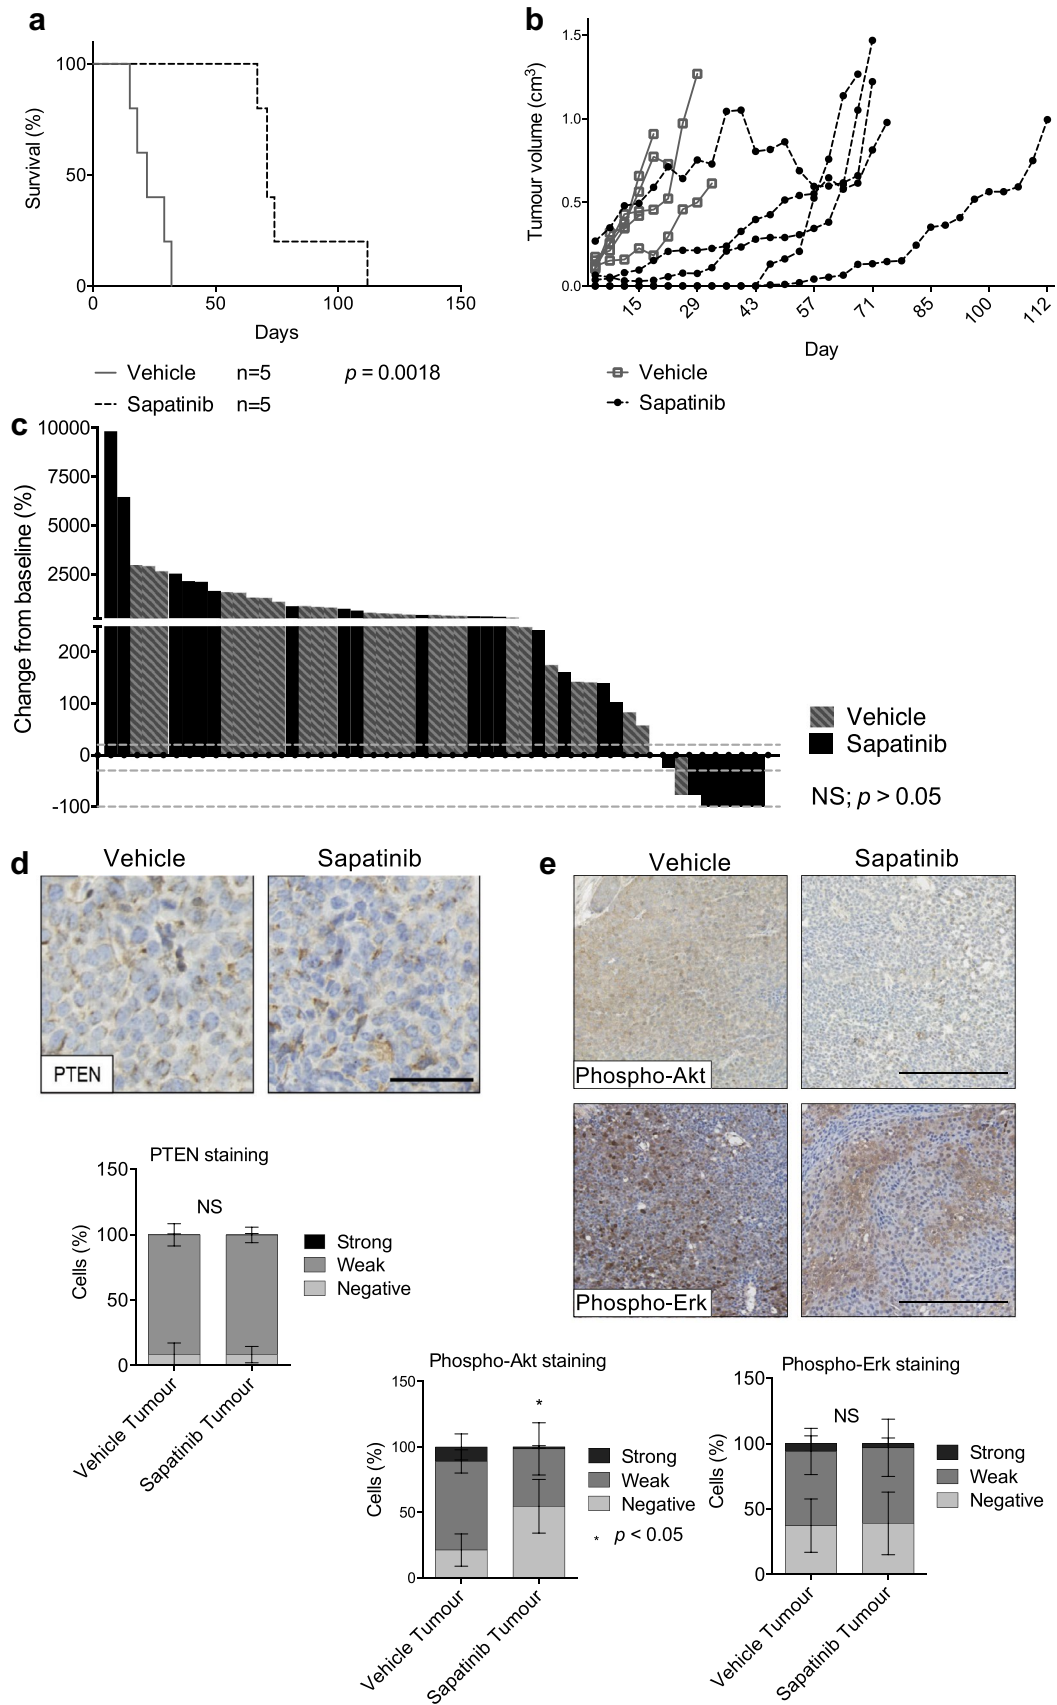 a
100
50
0
Survival (%)
0 50 100 150
Days
Vehicle n=5 p = 0.0018
Sapatinib n=5
b
1.5
1.0
0.5
0.0
Tumour volume (cm3)
15 29 43 57 71 85 100 112
Day
Vehicle
Sapatinib
c
10000
7500
5000
2500
200
100
0
-100
Change from baseline (%)
Vehicle
Sapatinib
NS; p > 0.05
d
Vehicle Sapatinib
PTEN
PTEN staining
150
100
50
0
Cells (%)
NS
Strong
Weak
Negative
Vehicle Tumour
Sapatinib Tumour
e
Vehicle Sapatinib
Phospho-Akt
Phospho-Erk
Phospho-Akt staining
150
100
50
0
Cells (%)
*
Strong
Weak
Negative
* p < 0.05
Vehicle Tumour
Sapatinib Tumour
Phospho-Erk staining
150
100
50
0
Cells (%)
NS
Strong
Weak
Negative
Vehicle Tumour
Sapatinib Tumour